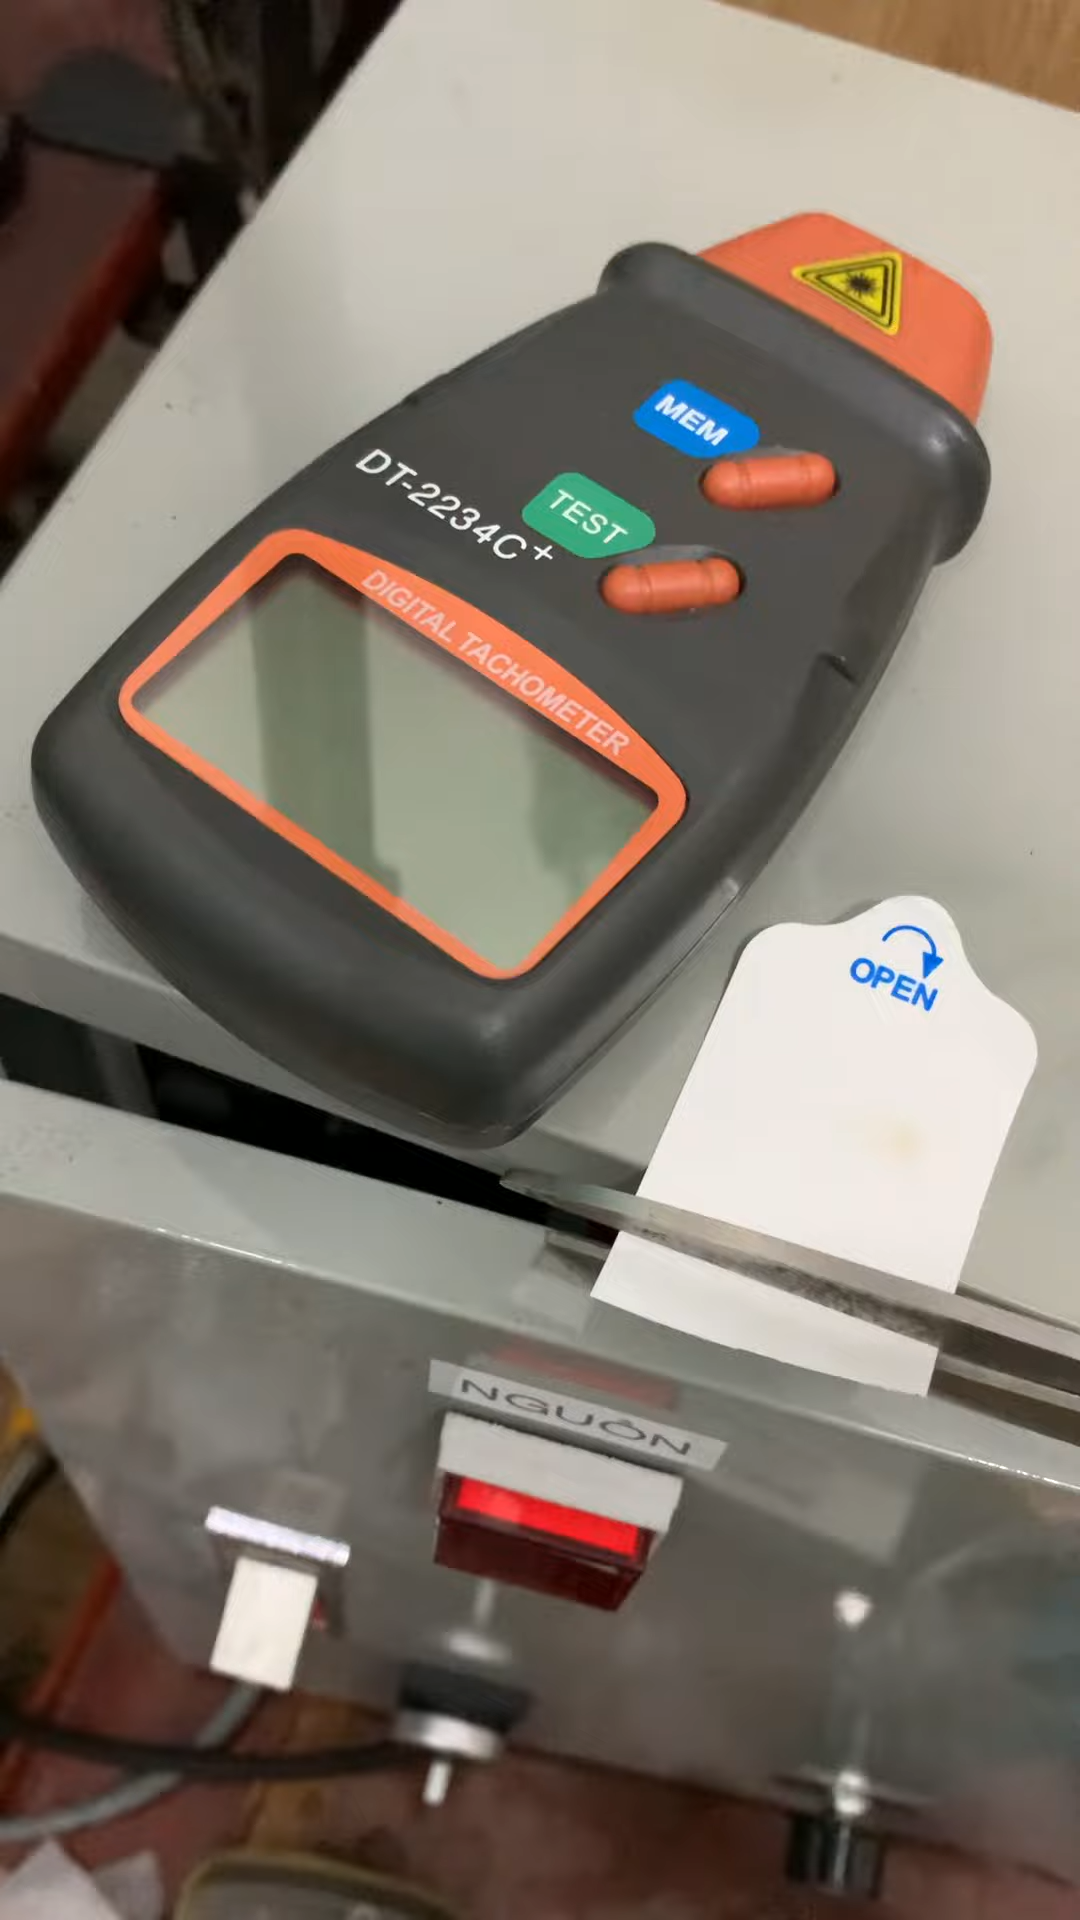 MEM
TEST
DT-2234C+
DIGITAL TACHOMETER
OPEN
NGUỒN